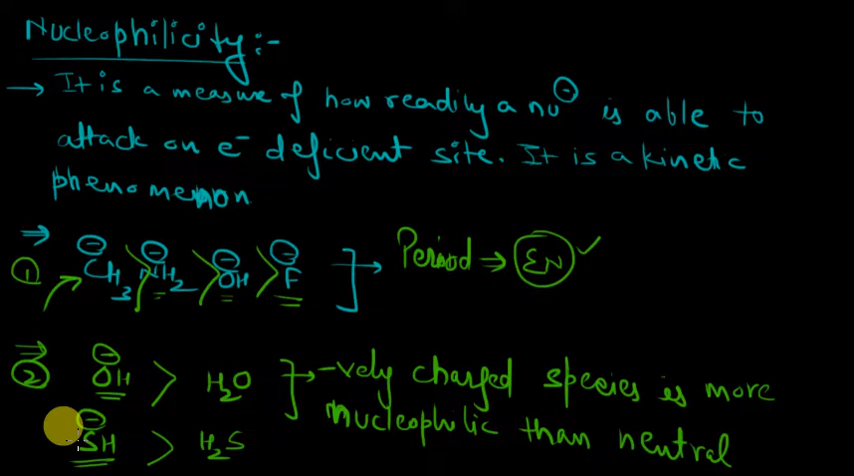 Nucleophilicity:-
→ It is a measure of how readily a nu⊖ is able to
attack on e⁻ deficient site. It is a kinetic
phenomenon
⇒
① ⊖CH₃ > ⊖NH₂ > ⊖OH > ⊖F ] → Period ⇒ EN ✓
⇒
② ⊖OH > H₂O ] → -vely charged species is more
⊖SH > H₂S nucleophilic than neutral